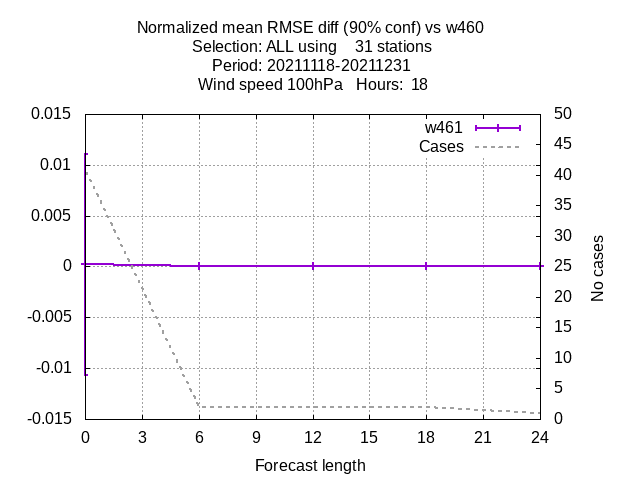 Normalized mean RMSE diff (90% conf) vs w460
Selection: ALL using    31 stations
Period: 20211118-20211231
Wind speed 100hPa   Hours:  18
w461
Cases
0.015
0.01
0.005
0
-0.005
-0.01
-0.015
50
45
40
35
30
25
20
15
10
5
0
No cases
0 3 6 9 12 15 18 21 24
Forecast length